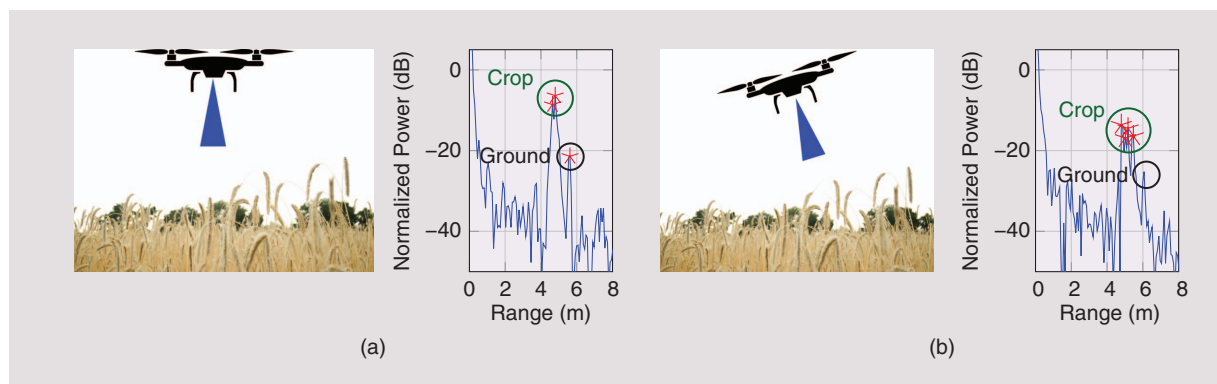 Normalized Power (dB)
0
−20
−40
Crop
Ground
0 2 4 6 8
Range (m)
(a)
Normalized Power (dB)
0
−20
−40
Crop
Ground
0 2 4 6 8
Range (m)
(b)